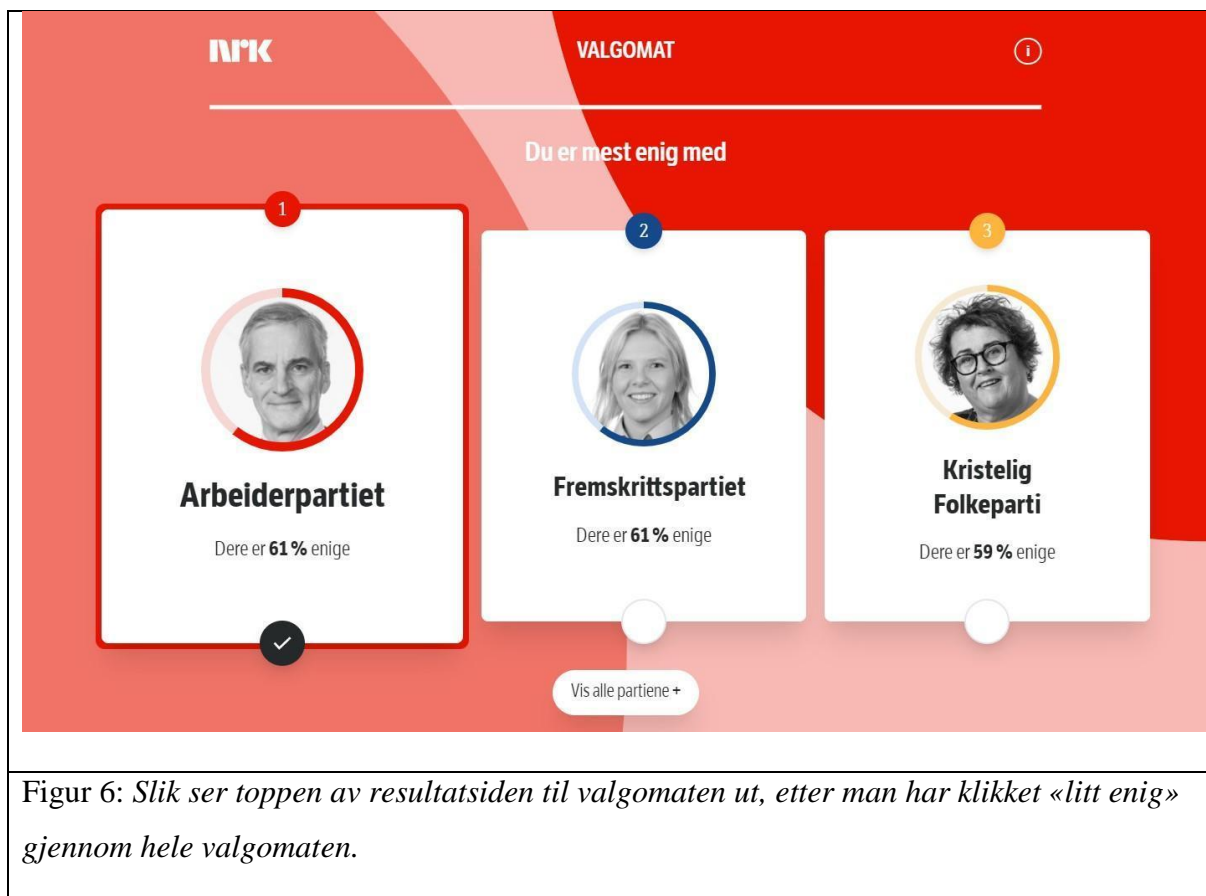 nrk
VALGOMAT
i
Du er mest enig med
1
Arbeiderpartiet
Dere er 61 % enige
2
Fremskrittspartiet
Dere er 61 % enige
3
Kristelig
Folkeparti
Dere er 59 % enige
Vis alle partiene +
Figur 6: Slik ser toppen av resultatsiden til valgomaten ut, etter man har klikket «litt enig»
gjennom hele valgomaten.